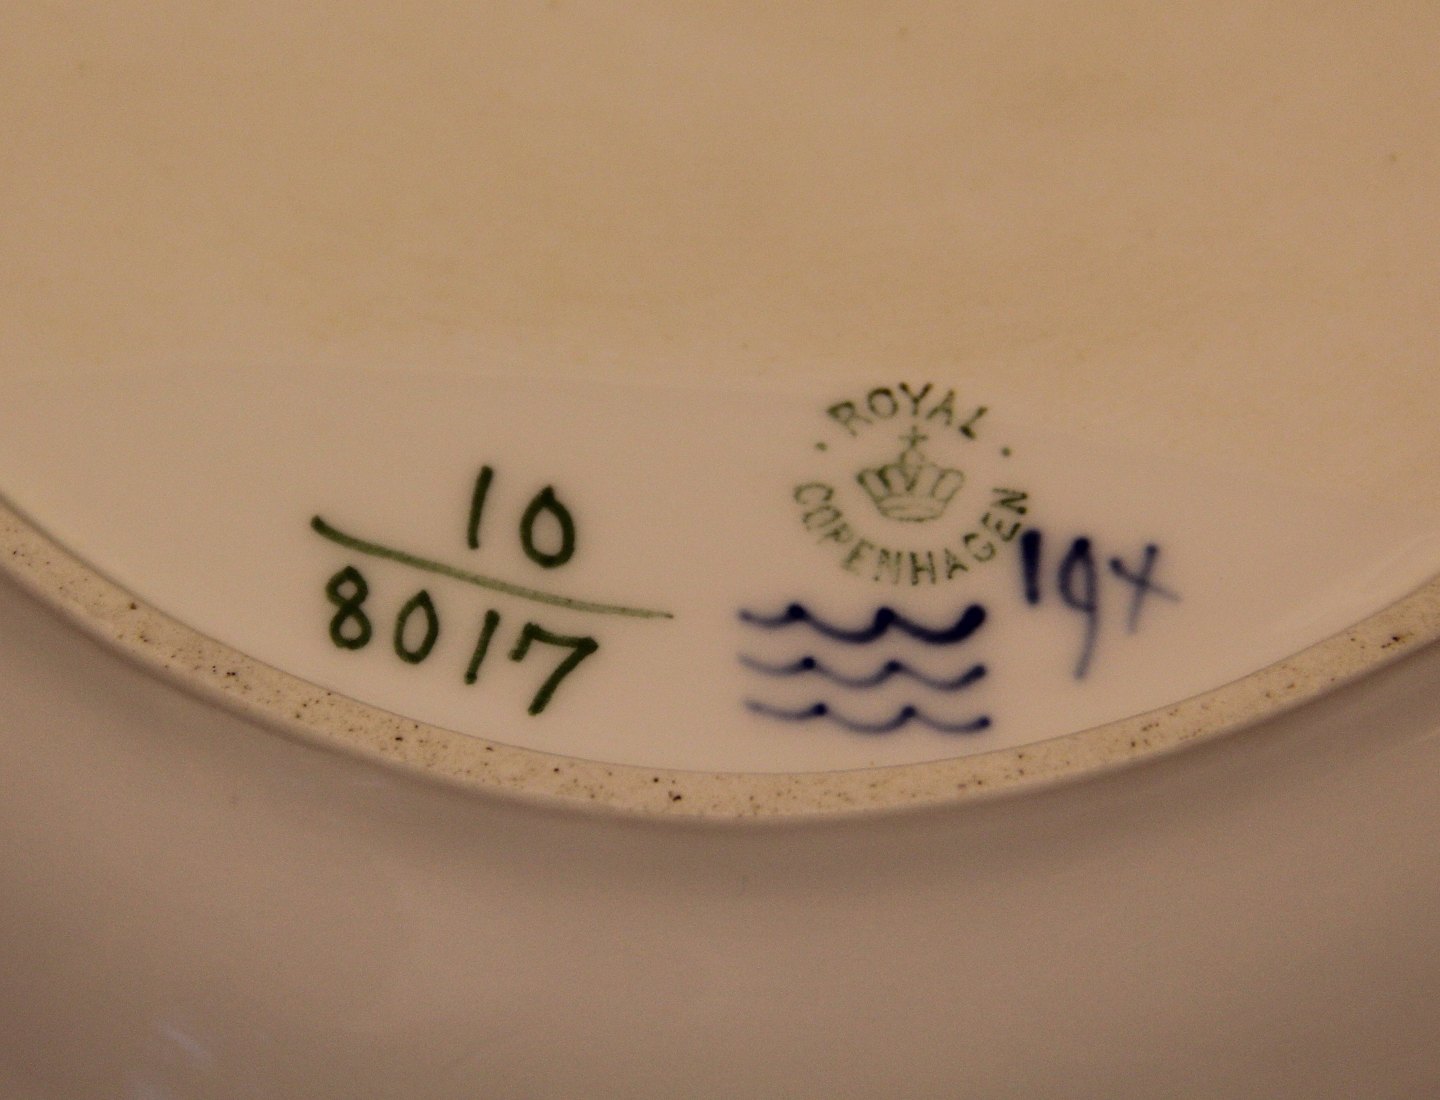 10
8017
ROYAL
COPENHAGEN
19x